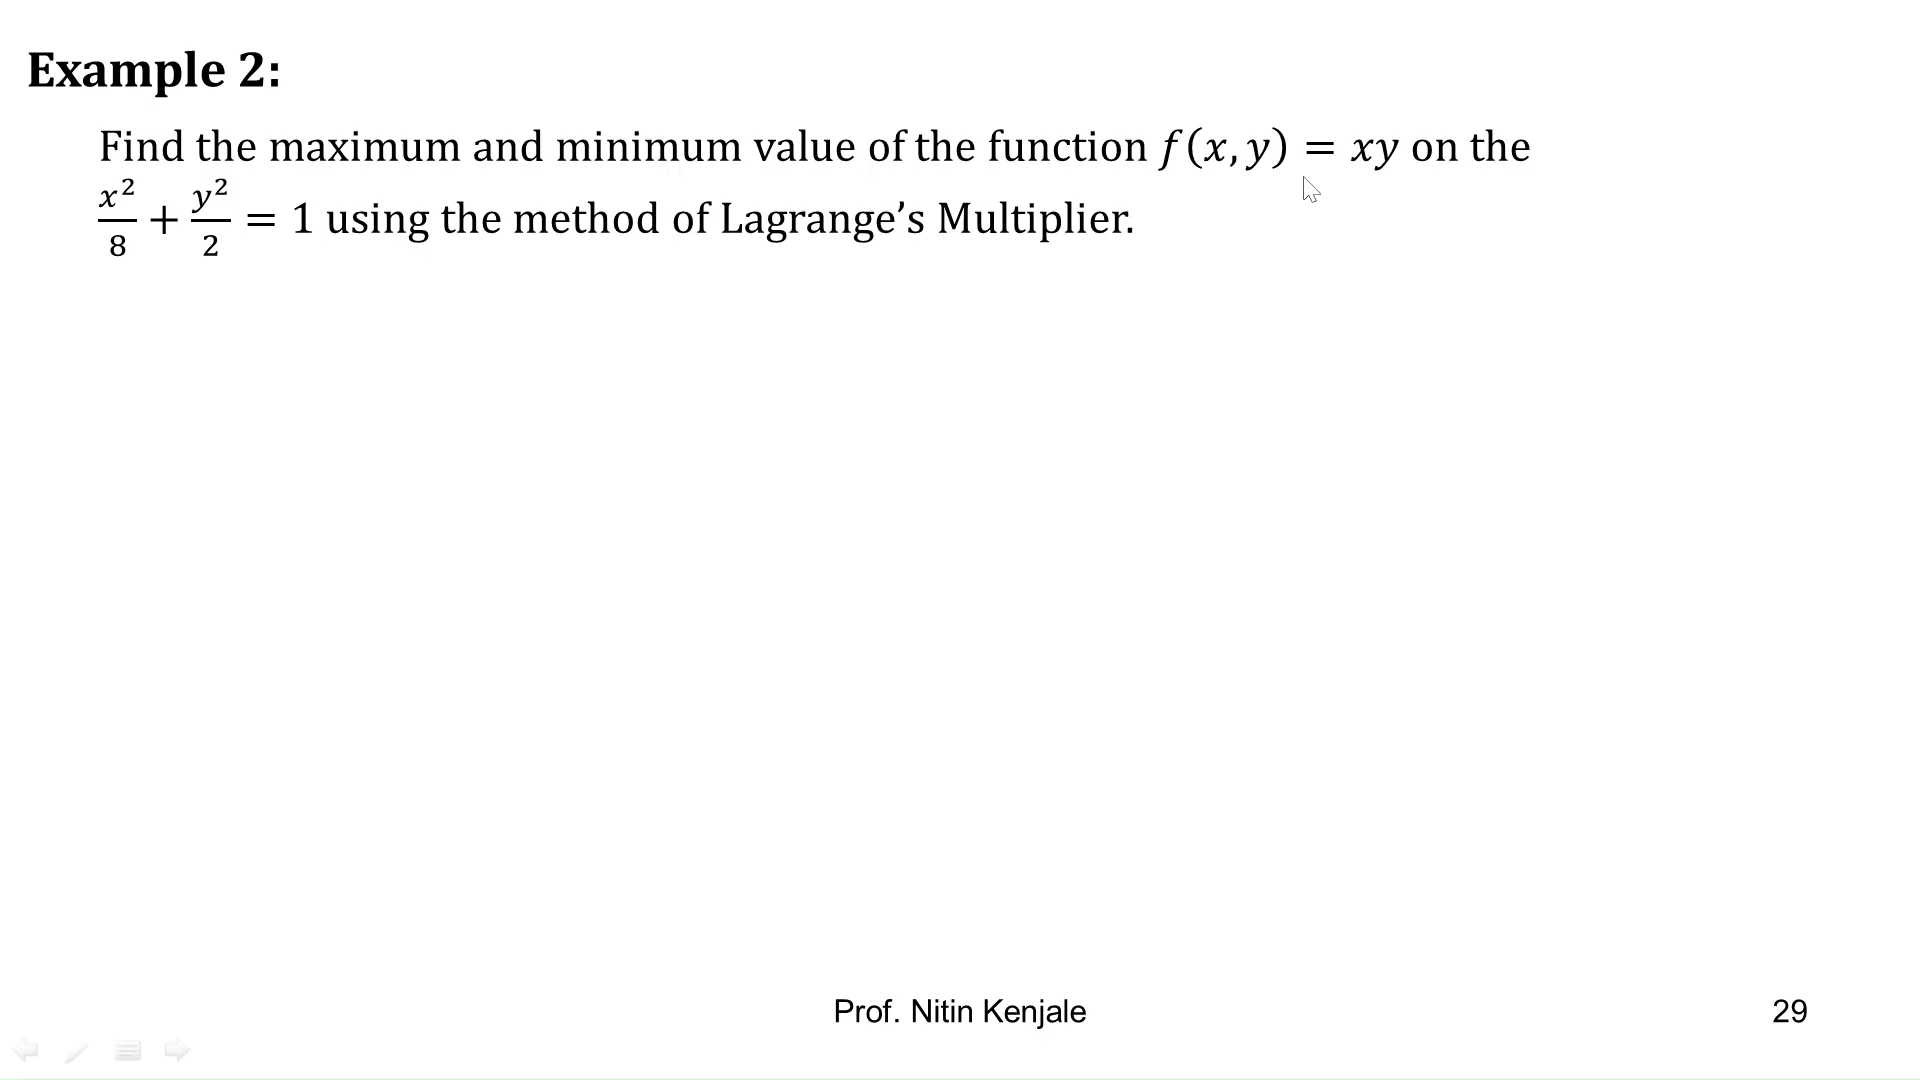 Example 2:
Find the maximum and minimum value of the function f(x, y) = xy on the
x²/8 + y²/2 = 1 using the method of Lagrange’s Multiplier.
Prof. Nitin Kenjale
29